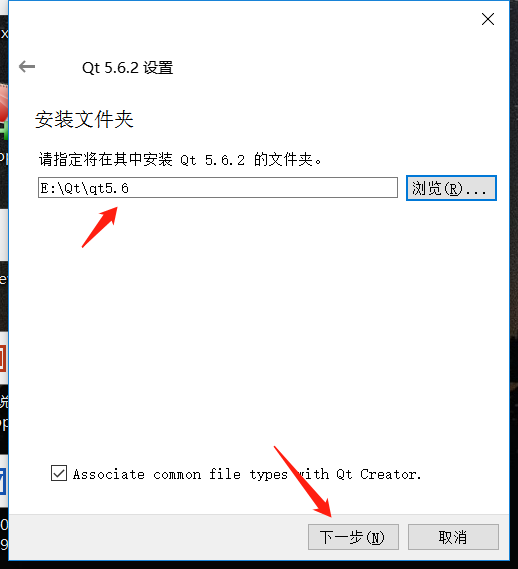 Qt 5.6.2 设置
安装文件夹
请指定将在其中安装 Qt 5.6.2 的文件夹。
E:\Qt\qt5.6
浏览(R)...
Associate common file types with Qt Creator.
下一步(N)
取消